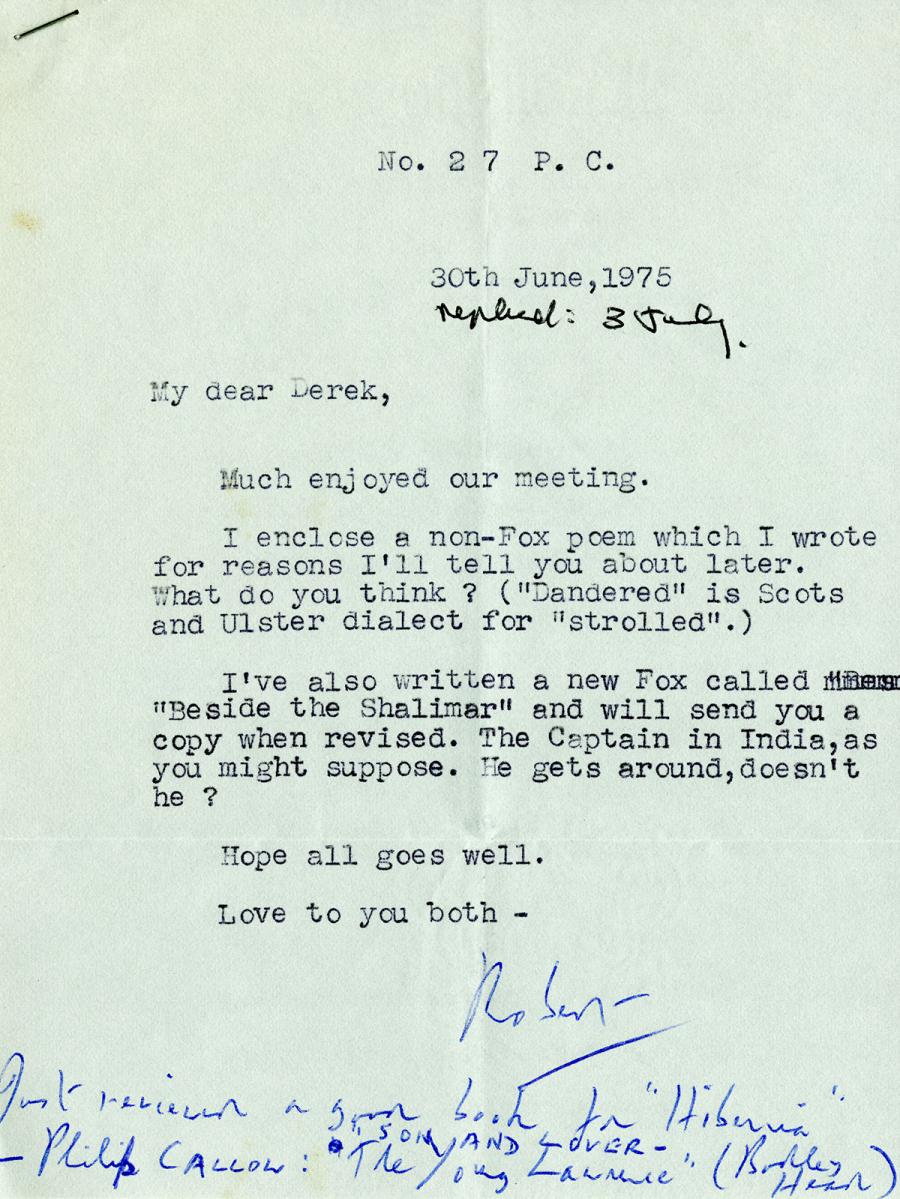 No. 2 7 P. C.
30th June,1975
replied: 3 July.
My dear Derek,
Much enjoyed our meeting.
I enclose a non-Fox poem which I wrote
for reasons I'll tell you about later.
What do you think ? ("Dandered" is Scots
and Ulster dialect for "strolled".)
I've also written a new Fox called
"Beside the Shalimar" and will send you a
copy when revised. The Captain in India,as
you might suppose. He gets around,doesn't
he ?
Hope all goes well.
Love to you both -
Robert
Just reviewed a good book for "Hibernia"
"SON AND LOVER-
- Philip CALLOW: The Young Lawrence" (Bodley
Head)